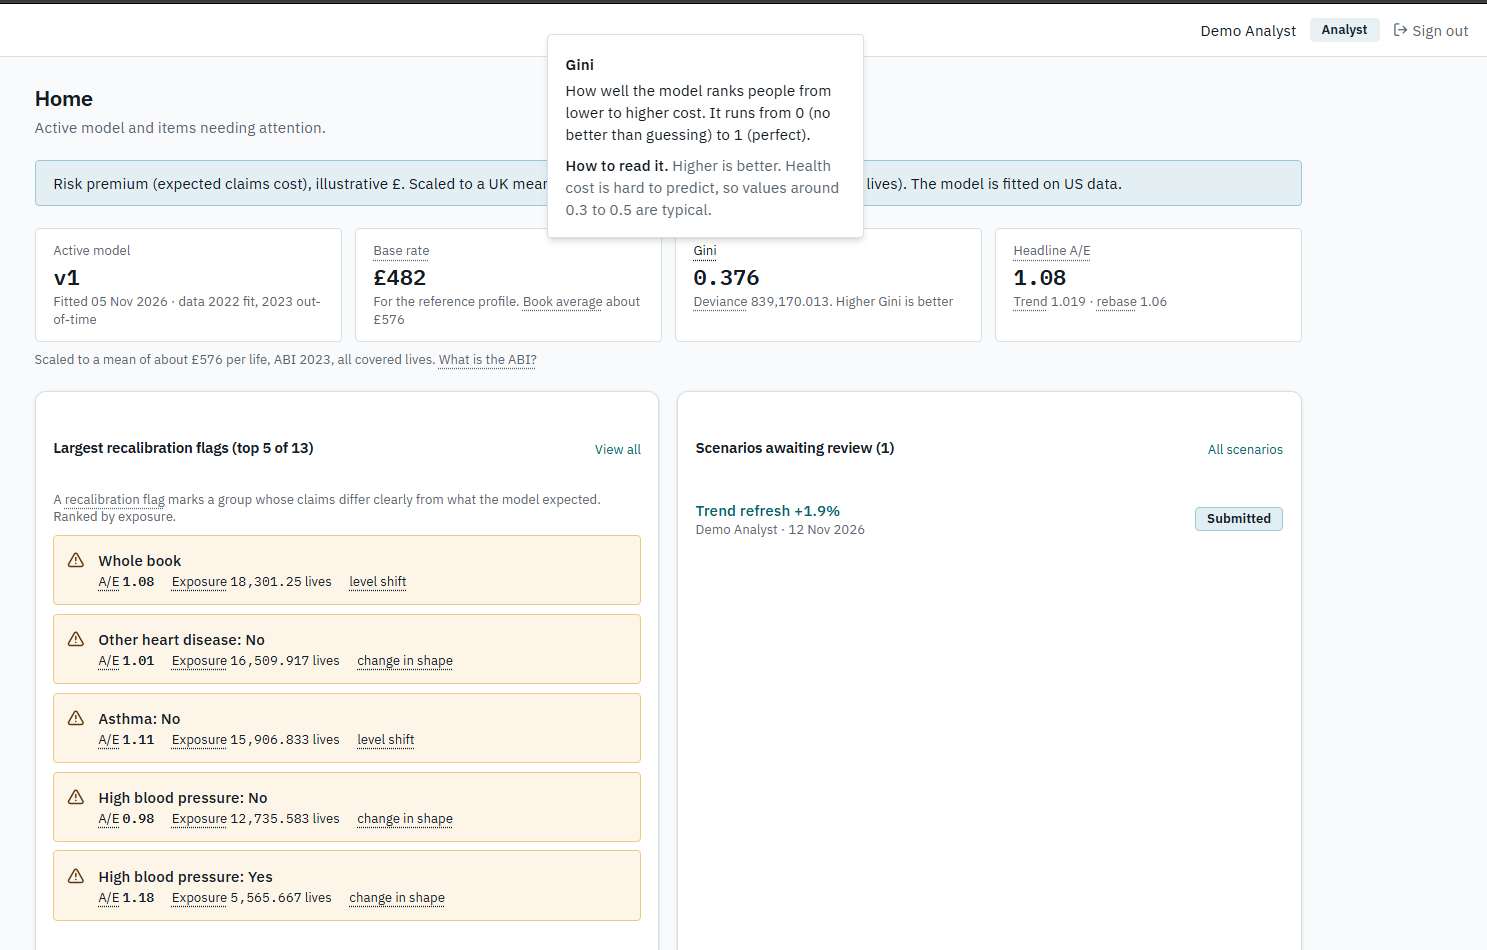 Demo Analyst Analyst Sign out
Gini
How well the model ranks people from
lower to higher cost. It runs from 0 (no
better than guessing) to 1 (perfect).
How to read it. Higher is better. Health
cost is hard to predict, so values around
0.3 to 0.5 are typical.
Home
Active model and items needing attention.
Risk premium (expected claims cost), illustrative £. Scaled to a UK mean lives). The model is fitted on US data.
Active model
v1
Fitted 05 Nov 2026 · data 2022 fit, 2023 out-
of-time
Base rate
£482
For the reference profile. Book average about
£576
Gini
0.376
Deviance 839,170.013. Higher Gini is better
Headline A/E
1.08
Trend 1.019 · rebase 1.06
Scaled to a mean of about £576 per life, ABI 2023, all covered lives. What is the ABI?
Largest recalibration flags (top 5 of 13) View all
A recalibration flag marks a group whose claims differ clearly from what the model expected.
Ranked by exposure.
Whole book
A/E 1.08 Exposure 18,301.25 lives level shift
Other heart disease: No
A/E 1.01 Exposure 16,509.917 lives change in shape
Asthma: No
A/E 1.11 Exposure 15,906.833 lives level shift
High blood pressure: No
A/E 0.98 Exposure 12,735.583 lives change in shape
High blood pressure: Yes
A/E 1.18 Exposure 5,565.667 lives change in shape
Scenarios awaiting review (1) All scenarios
Trend refresh +1.9%
Demo Analyst · 12 Nov 2026
Submitted